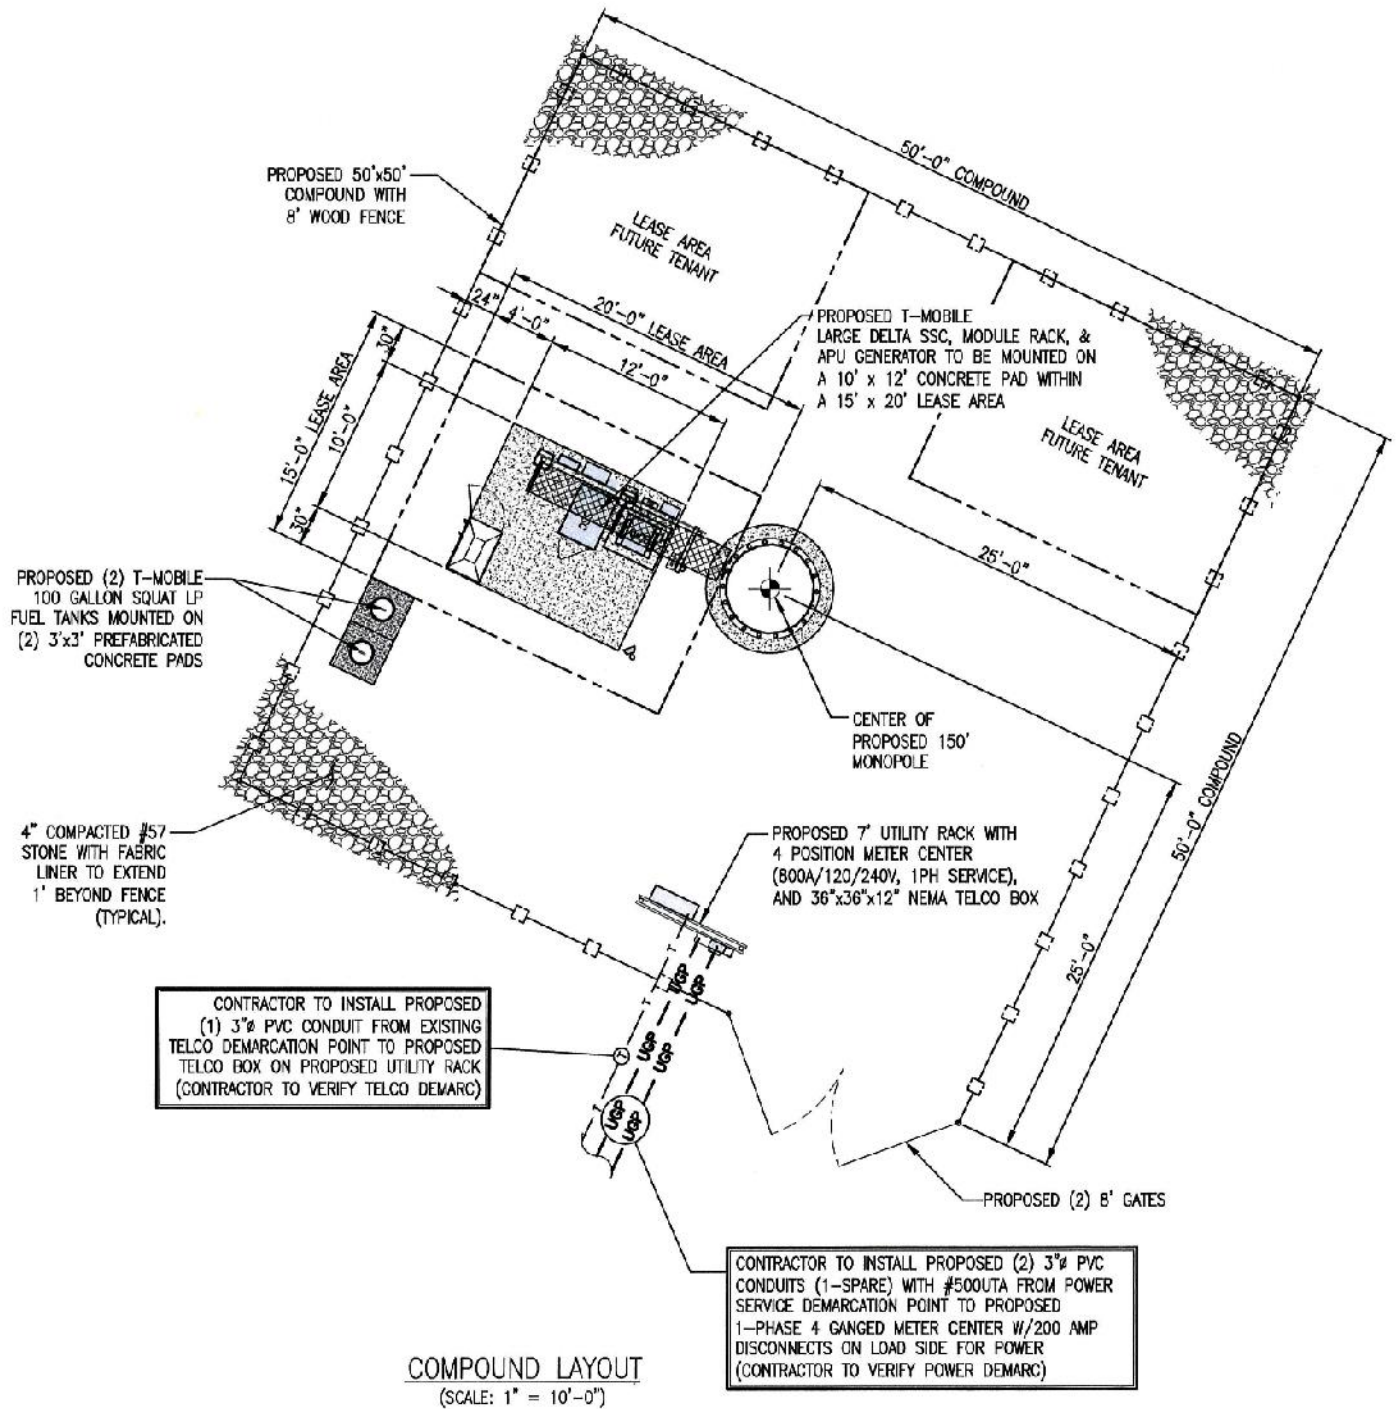 50'-0" COMPOUND
PROPOSED 50'x50'
COMPOUND WITH
8' WOOD FENCE
LEASE AREA
FUTURE TENANT
24"
4'-0"
20'-0" LEASE AREA
12'-0"
PROPOSED T-MOBILE
LARGE DELTA SSC, MODULE RACK, &
APU GENERATOR TO BE MOUNTED ON
A 10' x 12' CONCRETE PAD WITHIN
A 15' x 20' LEASE AREA
15'-0" LEASE AREA
30"
10'-0"
30"
LEASE AREA
FUTURE TENANT
25'-0"
PROPOSED (2) T-MOBILE
100 GALLON SQUAT LP
FUEL TANKS MOUNTED ON
(2) 3'x3' PREFABRICATED
CONCRETE PADS
CENTER OF
PROPOSED 150'
MONOPOLE
50'-0" COMPOUND
25'-0"
4" COMPACTED #57
STONE WITH FABRIC
LINER TO EXTEND
1' BEYOND FENCE
(TYPICAL).
PROPOSED 7' UTILITY RACK WITH
4 POSITION METER CENTER
(800A/120/240V, 1PH SERVICE),
AND 36"x36"x12" NEMA TELCO BOX
T
UGP
UGP
T
CONTRACTOR TO INSTALL PROPOSED
(1) 3"ø PVC CONDUIT FROM EXISTING
TELCO DEMARCATION POINT TO PROPOSED
TELCO BOX ON PROPOSED UTILITY RACK
(CONTRACTOR TO VERIFY TELCO DEMARC)
UGP
UGP
T
T
UGP
UGP
PROPOSED (2) 8' GATES
CONTRACTOR TO INSTALL PROPOSED (2) 3"ø PVC
CONDUITS (1-SPARE) WITH #500UTA FROM POWER
SERVICE DEMARCATION POINT TO PROPOSED
1-PHASE 4 GANGED METER CENTER W/200 AMP
DISCONNECTS ON LOAD SIDE FOR POWER
(CONTRACTOR TO VERIFY POWER DEMARC)
COMPOUND LAYOUT
(SCALE: 1" = 10'-0")